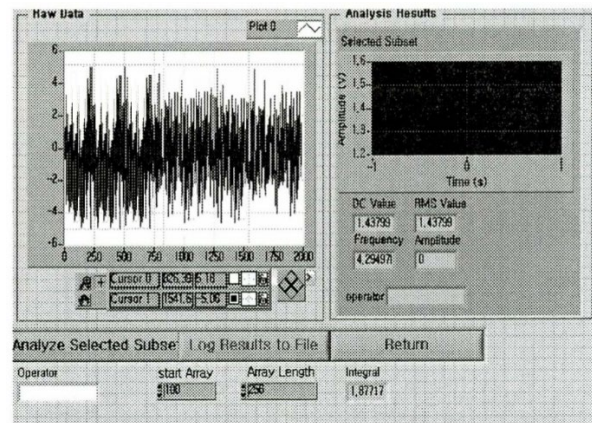 Raw Data
Plot 0
6
4
2
0
-2
-4
-6
0 250 500 750 1000 1250 1500 1750 2000
Cursor 0 826.39 5.18
Cursor 1 1541.6 -5.06
Analysis Results
Selected Subset
Amplitude (V)
1.6
1.5
1.4
1.3
1.2
-1 0 1
Time (s)
DC Value RMS Value
1.43799 1.43799
Frequency Amplitude
4.29497 0
operator
Analyze Selected Subse Log Results to File Return
Operator start Array Array Length Integral
100 256 1,87717